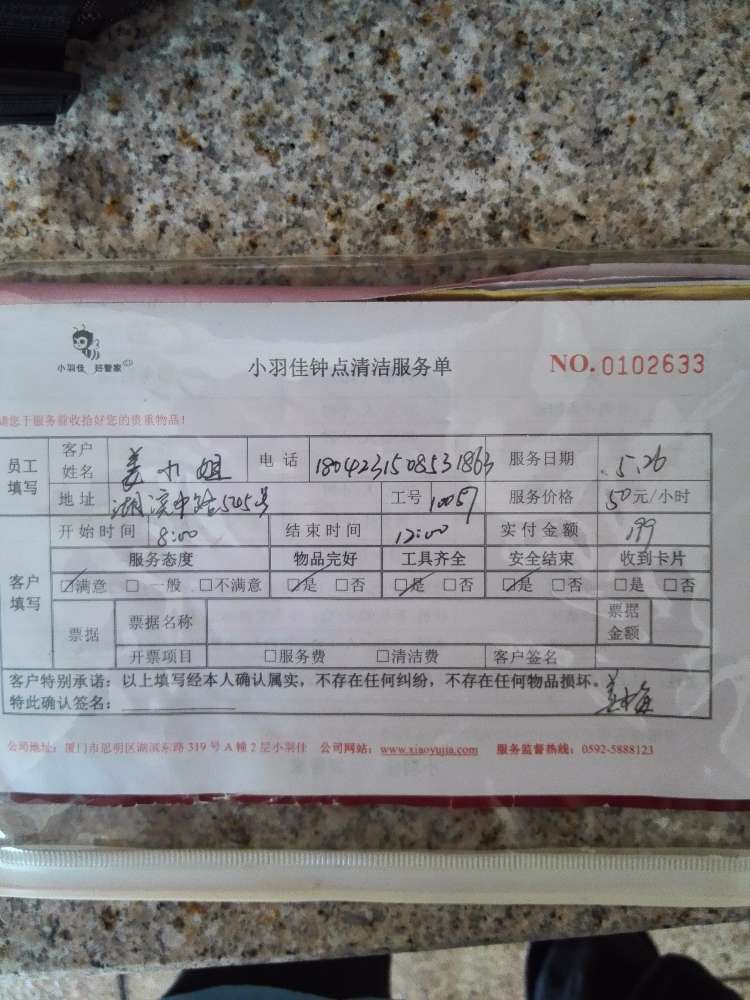 小羽佳 好管家
小羽佳钟点清洁服务单
NO.0102633
请您于服务前收拾好您的贵重物品！
员工填写 客户姓名 姜小姐 电话 1804231508531863 服务日期 5.26
地址 湖滨中路545号 工号 10057 服务价格 50元/小时
客户填写 开始时间 8:00 结束时间 12:00 实付金额 199
服务态度 物品完好 工具齐全 安全结束 收到卡片
☑满意 □一般 □不满意 ☑是 □否 ☑是 □否 ☑是 □否 □是 □否
票据 票据名称 票据金额
开票项目 □服务费 □清洁费 客户签名
客户特别承诺：以上填写经本人确认属实，不存在任何纠纷，不存在任何物品损坏。
特此确认签名：
公司地址：厦门市思明区湖滨东路319号A幢2层小羽佳 公司网站：www.xiaoyujia.com 服务监督热线：0592-5888123